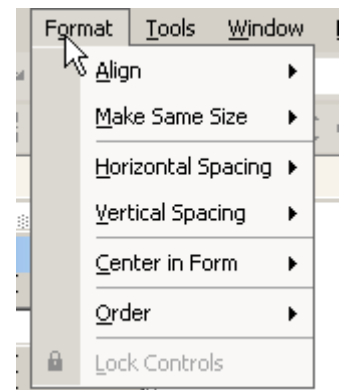 Format Tools Window
Align
Make Same Size
Horizontal Spacing
Vertical Spacing
Center in Form
Order
Lock Controls